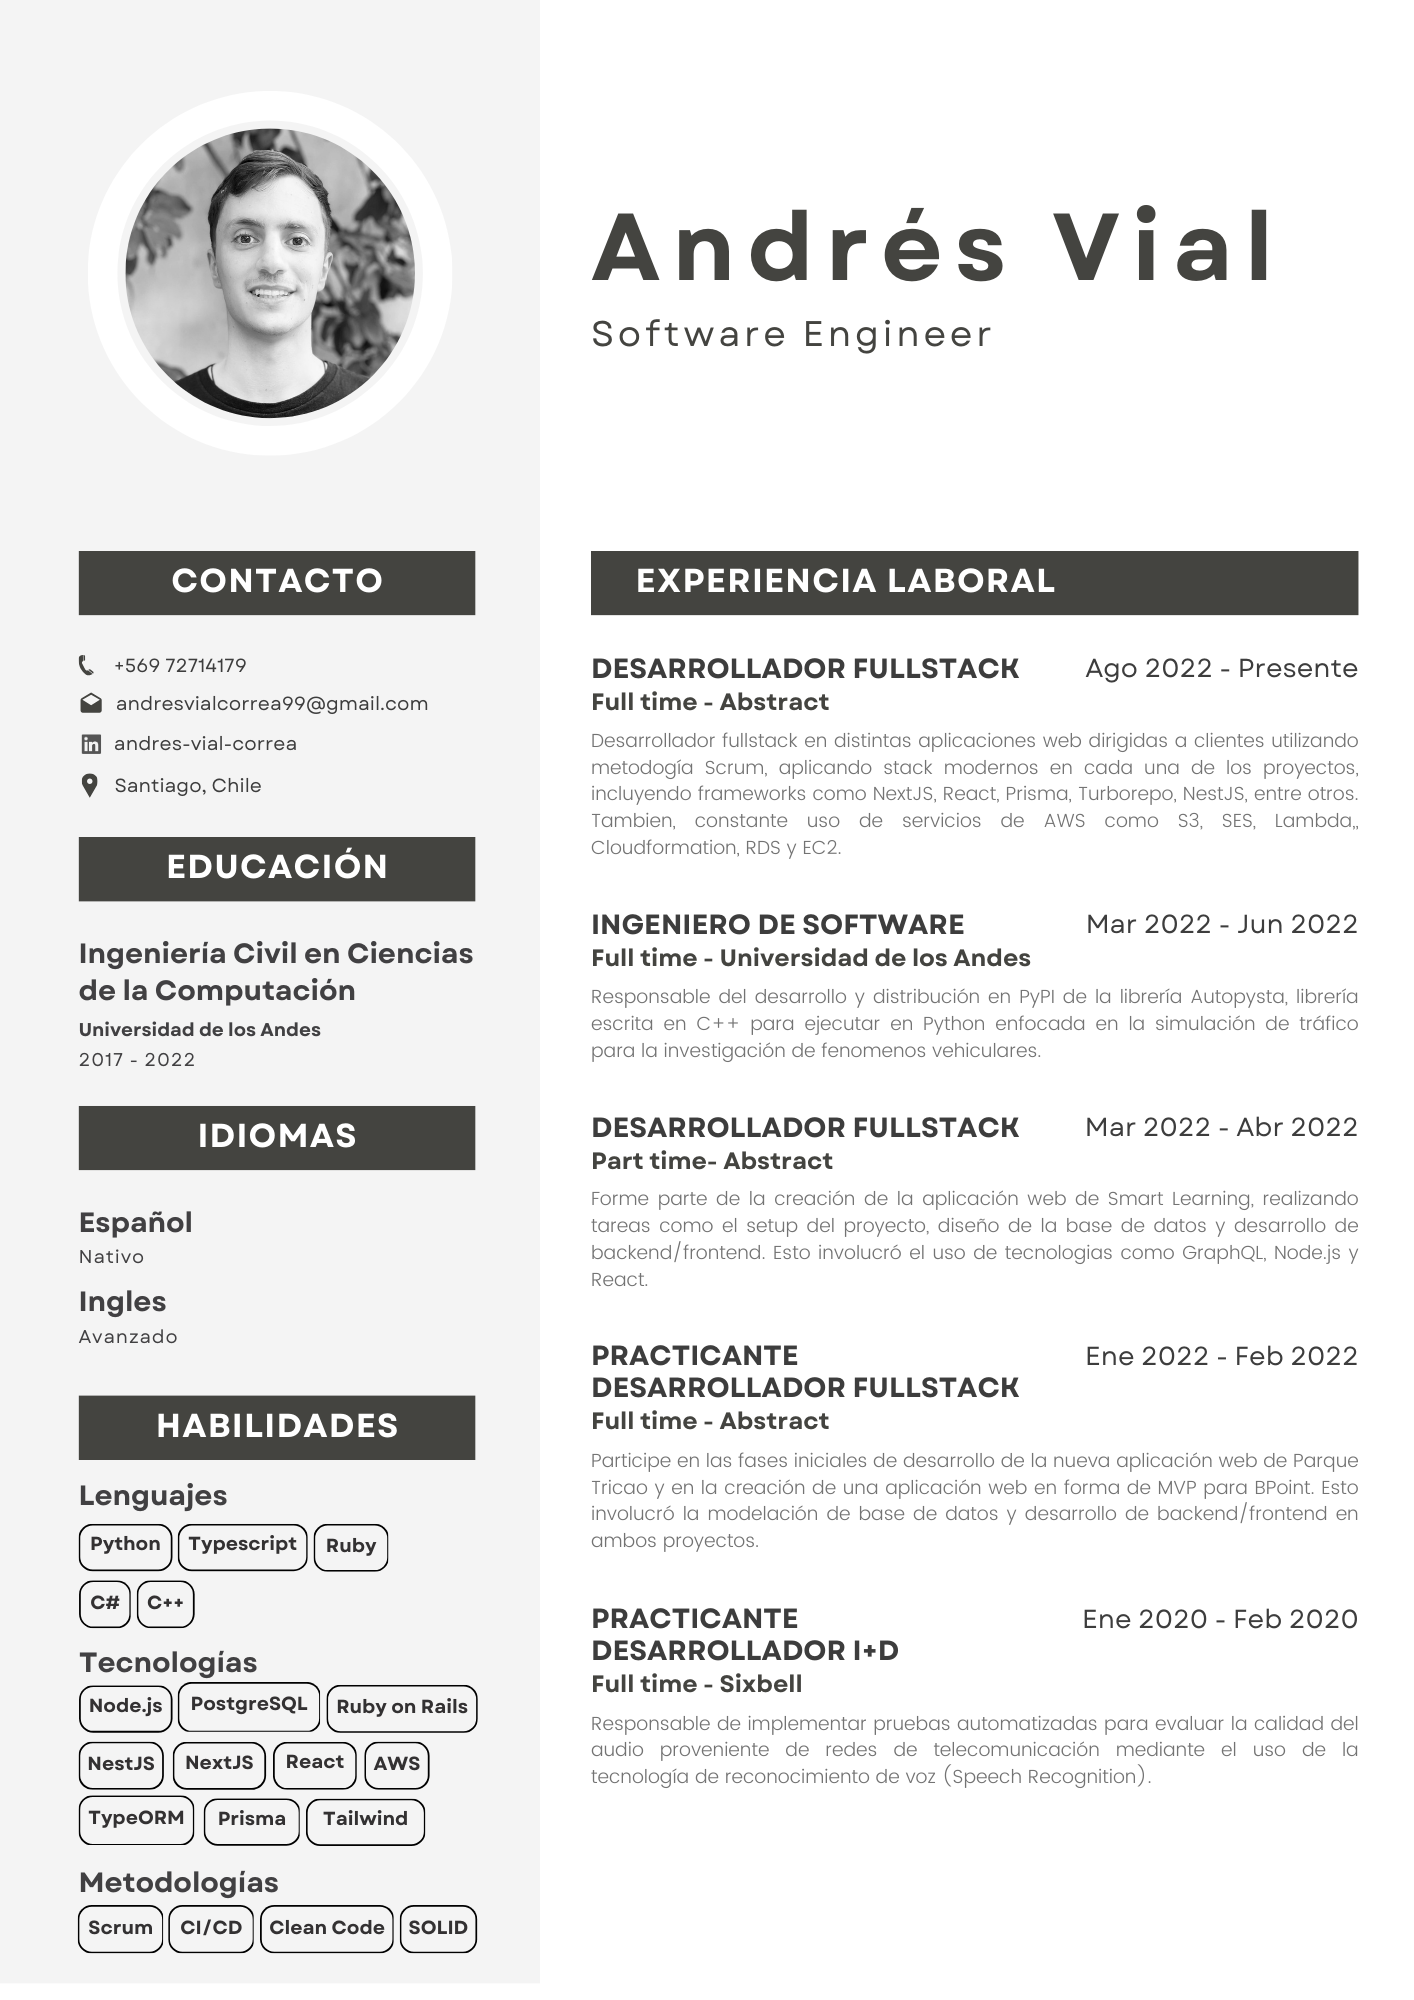 Andrés Vial
Software Engineer
CONTACTO
+569 72714179
andresvialcorrea99@gmail.com
andres-vial-correa
Santiago, Chile
EDUCACIÓN
Ingeniería Civil en Ciencias
de la Computación
Universidad de los Andes
2017 - 2022
IDIOMAS
Español
Nativo
Ingles
Avanzado
HABILIDADES
Lenguajes
Python Typescript Ruby
C# C++
Tecnologías
Node.js PostgreSQL Ruby on Rails
NestJS NextJS React AWS
TypeORM Prisma Tailwind
Metodologías
Scrum CI/CD Clean Code SOLID
EXPERIENCIA LABORAL
DESARROLLADOR FULLSTACK Ago 2022 - Presente
Full time - Abstract
Desarrollador fullstack en distintas aplicaciones web dirigidas a clientes utilizando
metodogía Scrum, aplicando stack modernos en cada una de los proyectos,
incluyendo frameworks como NextJS, React, Prisma, Turborepo, NestJS, entre otros.
Tambien, constante uso de servicios de AWS como S3, SES, Lambda,,
Cloudformation, RDS y EC2.
INGENIERO DE SOFTWARE Mar 2022 - Jun 2022
Full time - Universidad de los Andes
Responsable del desarrollo y distribución en PyPI de la librería Autopysta, librería
escrita en C++ para ejecutar en Python enfocada en la simulación de tráfico
para la investigación de fenomenos vehiculares.
DESARROLLADOR FULLSTACK Mar 2022 - Abr 2022
Part time- Abstract
Forme parte de la creación de la aplicación web de Smart Learning, realizando
tareas como el setup del proyecto, diseño de la base de datos y desarrollo de
backend/frontend. Esto involucró el uso de tecnologias como GraphQL, Node.js y
React.
PRACTICANTE Ene 2022 - Feb 2022
DESARROLLADOR FULLSTACK
Full time - Abstract
Participe en las fases iniciales de desarrollo de la nueva aplicación web de Parque
Tricao y en la creación de una aplicación web en forma de MVP para BPoint. Esto
involucró la modelación de base de datos y desarrollo de backend/frontend en
ambos proyectos.
PRACTICANTE Ene 2020 - Feb 2020
DESARROLLADOR I+D
Full time - Sixbell
Responsable de implementar pruebas automatizadas para evaluar la calidad del
audio proveniente de redes de telecomunicación mediante el uso de la
tecnología de reconocimiento de voz (Speech Recognition).